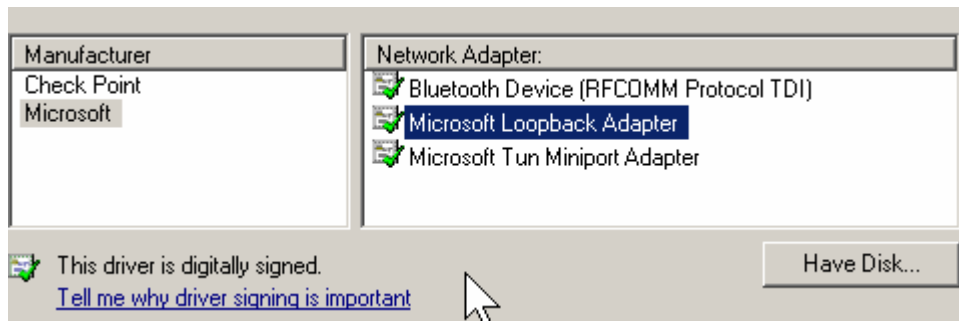 Manufacturer
Check Point
Microsoft
Network Adapter:
Bluetooth Device (RFCOMM Protocol TDI)
Microsoft Loopback Adapter
Microsoft Tun Miniport Adapter
This driver is digitally signed.
Tell me why driver signing is important
Have Disk...